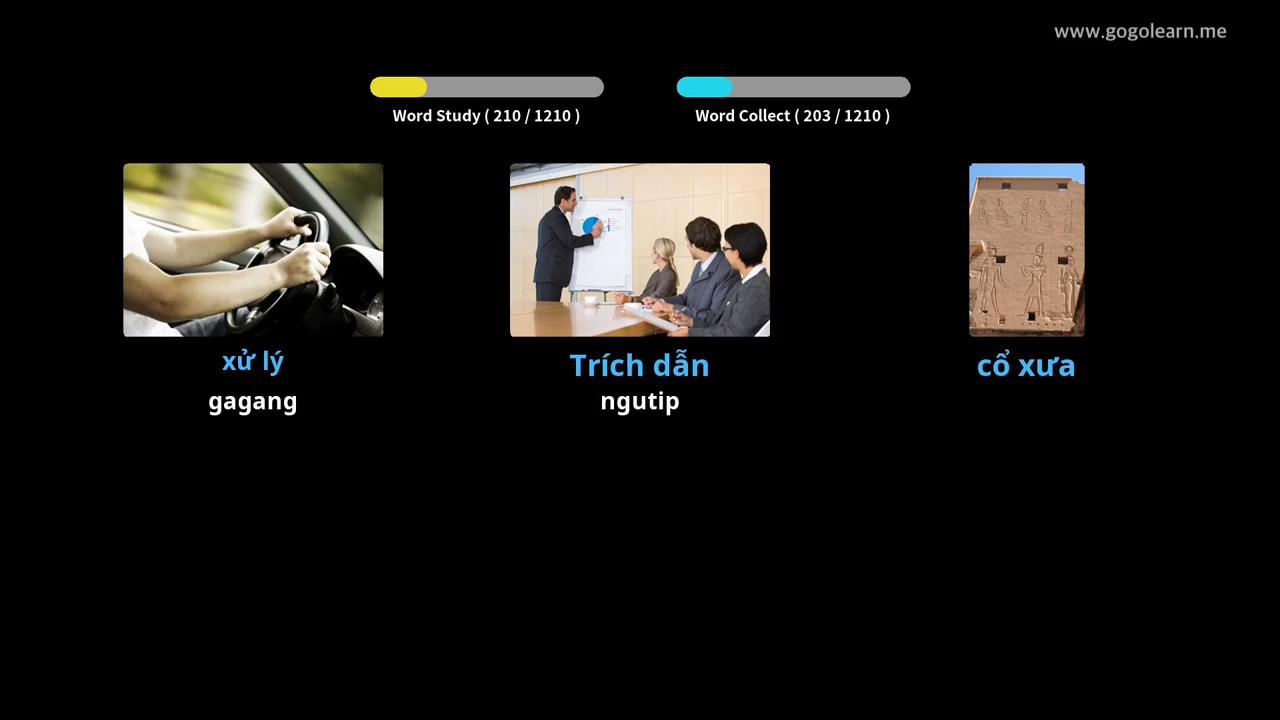 www.gogolearn.me
Word Study ( 210 / 1210 )
Word Collect ( 203 / 1210 )
xử lý
Trích dẫn
cổ xưa
gagang
ngutip